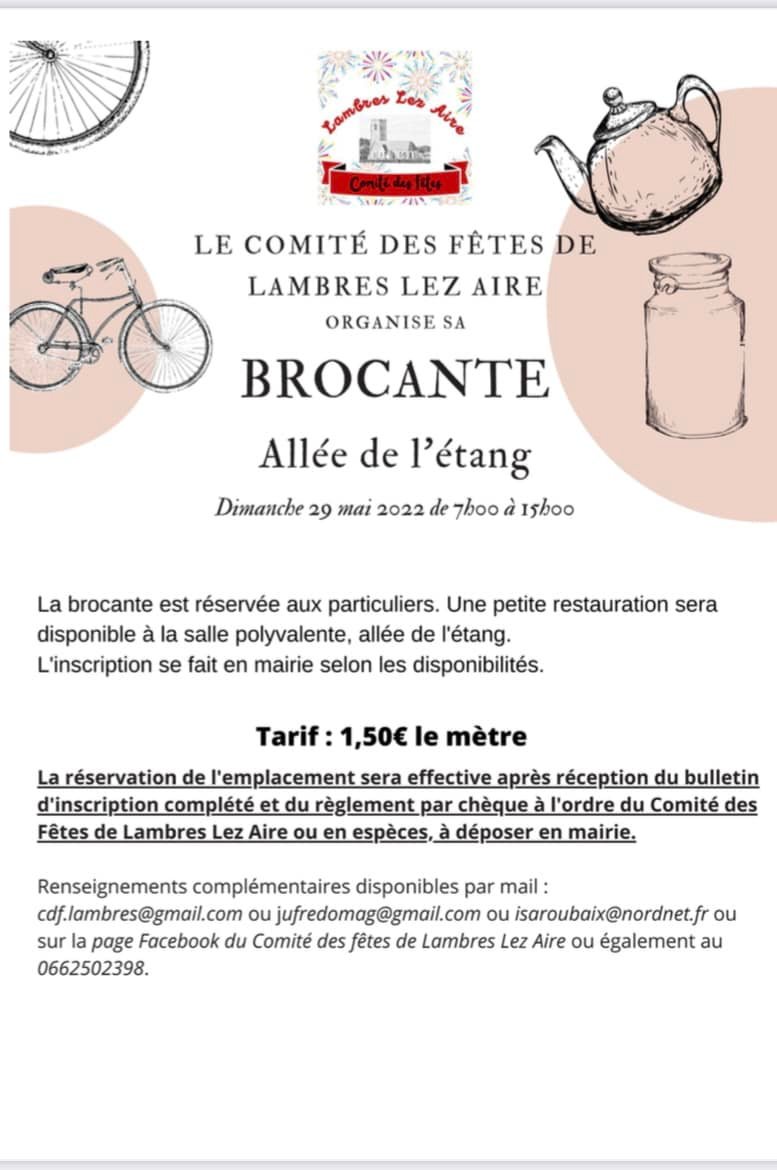 Lambres Lez Aire
Comité des fêtes
LE COMITÉ DES FÊTES DE
LAMBRES LEZ AIRE
ORGANISE SA
BROCANTE
Allée de l'étang
Dimanche 29 mai 2022 de 7h00 à 15h00
La brocante est réservée aux particuliers. Une petite restauration sera
disponible à la salle polyvalente, allée de l'étang.
L'inscription se fait en mairie selon les disponibilités.
Tarif : 1,50€ le mètre
La réservation de l'emplacement sera effective après réception du bulletin
d'inscription complété et du règlement par chèque à l'ordre du Comité des
Fêtes de Lambres Lez Aire ou en espèces, à déposer en mairie.
Renseignements complémentaires disponibles par mail :
cdf.lambres@gmail.com ou jufredomag@gmail.com ou isaroubaix@nordnet.fr ou
sur la page Facebook du Comité des fêtes de Lambres Lez Aire ou également au
0662502398.